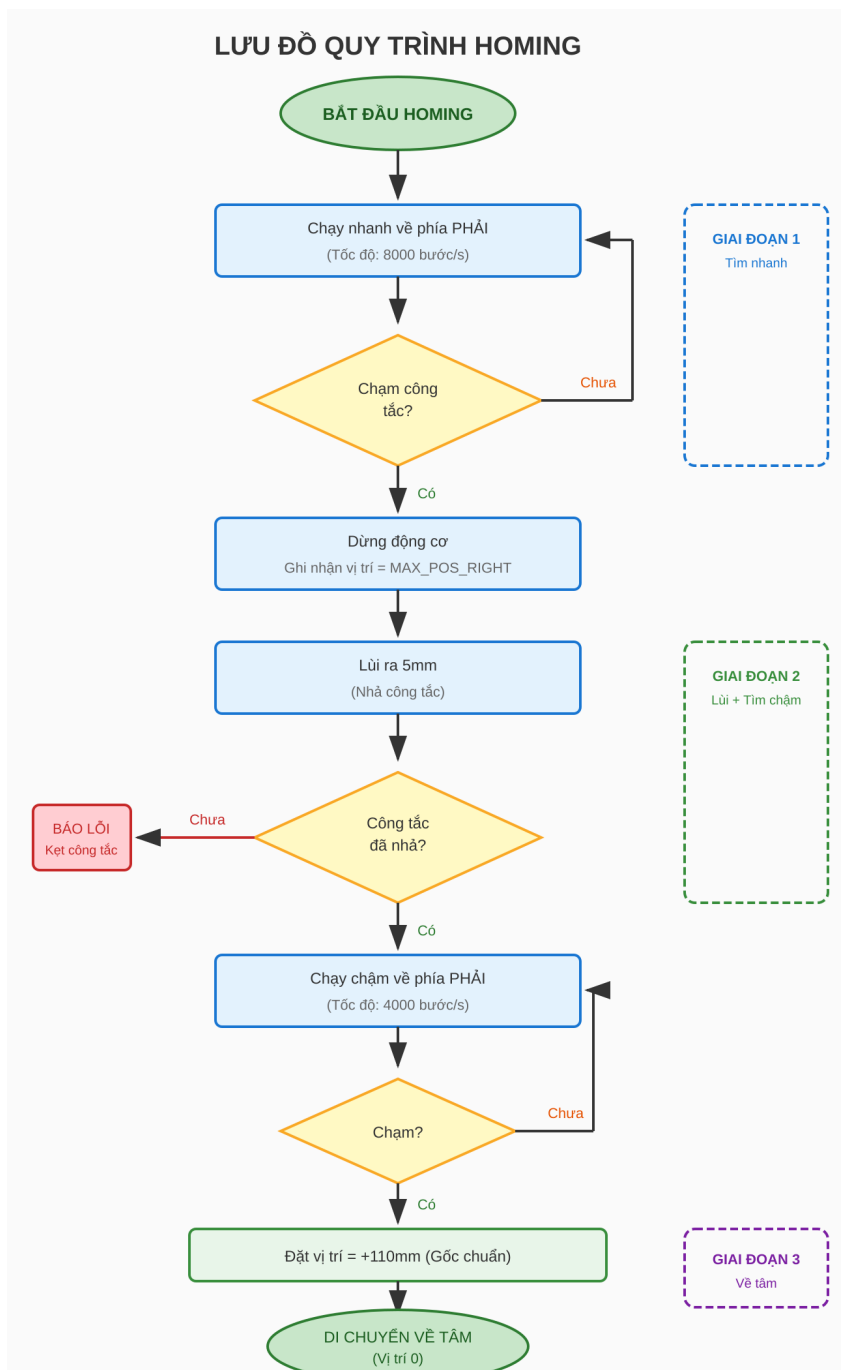 LƯU ĐỒ QUY TRÌNH HOMING
BẮT ĐẦU HOMING
Chạy nhanh về phía PHẢI
(Tốc độ: 8000 bước/s)
GIAI ĐOẠN 1
Tìm nhanh
Chạm công
tắc?
Chưa
Có
Dừng động cơ
Ghi nhận vị trí = MAX_POS_RIGHT
Lùi ra 5mm
(Nhả công tắc)
GIAI ĐOẠN 2
Lùi + Tìm chậm
Công tắc
đã nhả?
Chưa
BÁO LỖI
Kẹt công tắc
Có
Chạy chậm về phía PHẢI
(Tốc độ: 4000 bước/s)
Chạm?
Chưa
Có
Đặt vị trí = +110mm (Gốc chuẩn)
GIAI ĐOẠN 3
Về tâm
DI CHUYỂN VỀ TÂM
(Vị trí 0)